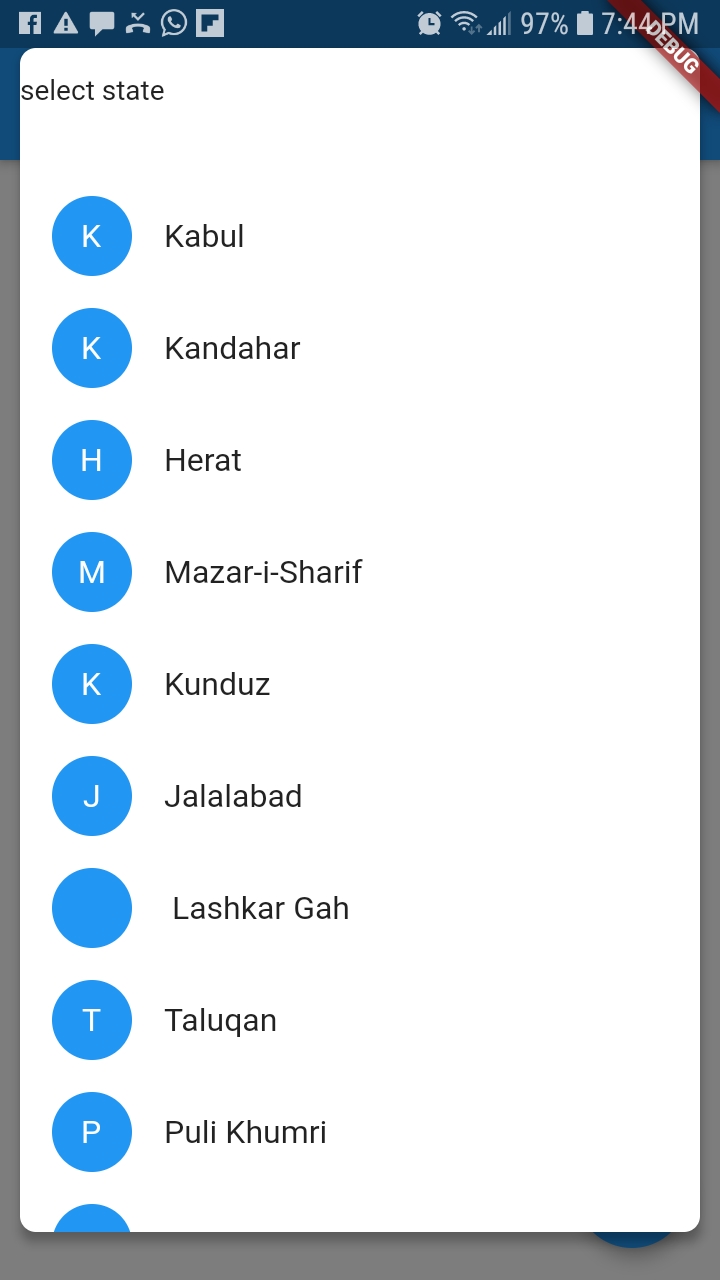 97% 7:44 PM
DEBUG
select state
K Kabul
K Kandahar
H Herat
M Mazar-i-Sharif
K Kunduz
J Jalalabad
Lashkar Gah
T Taluqan
P Puli Khumri